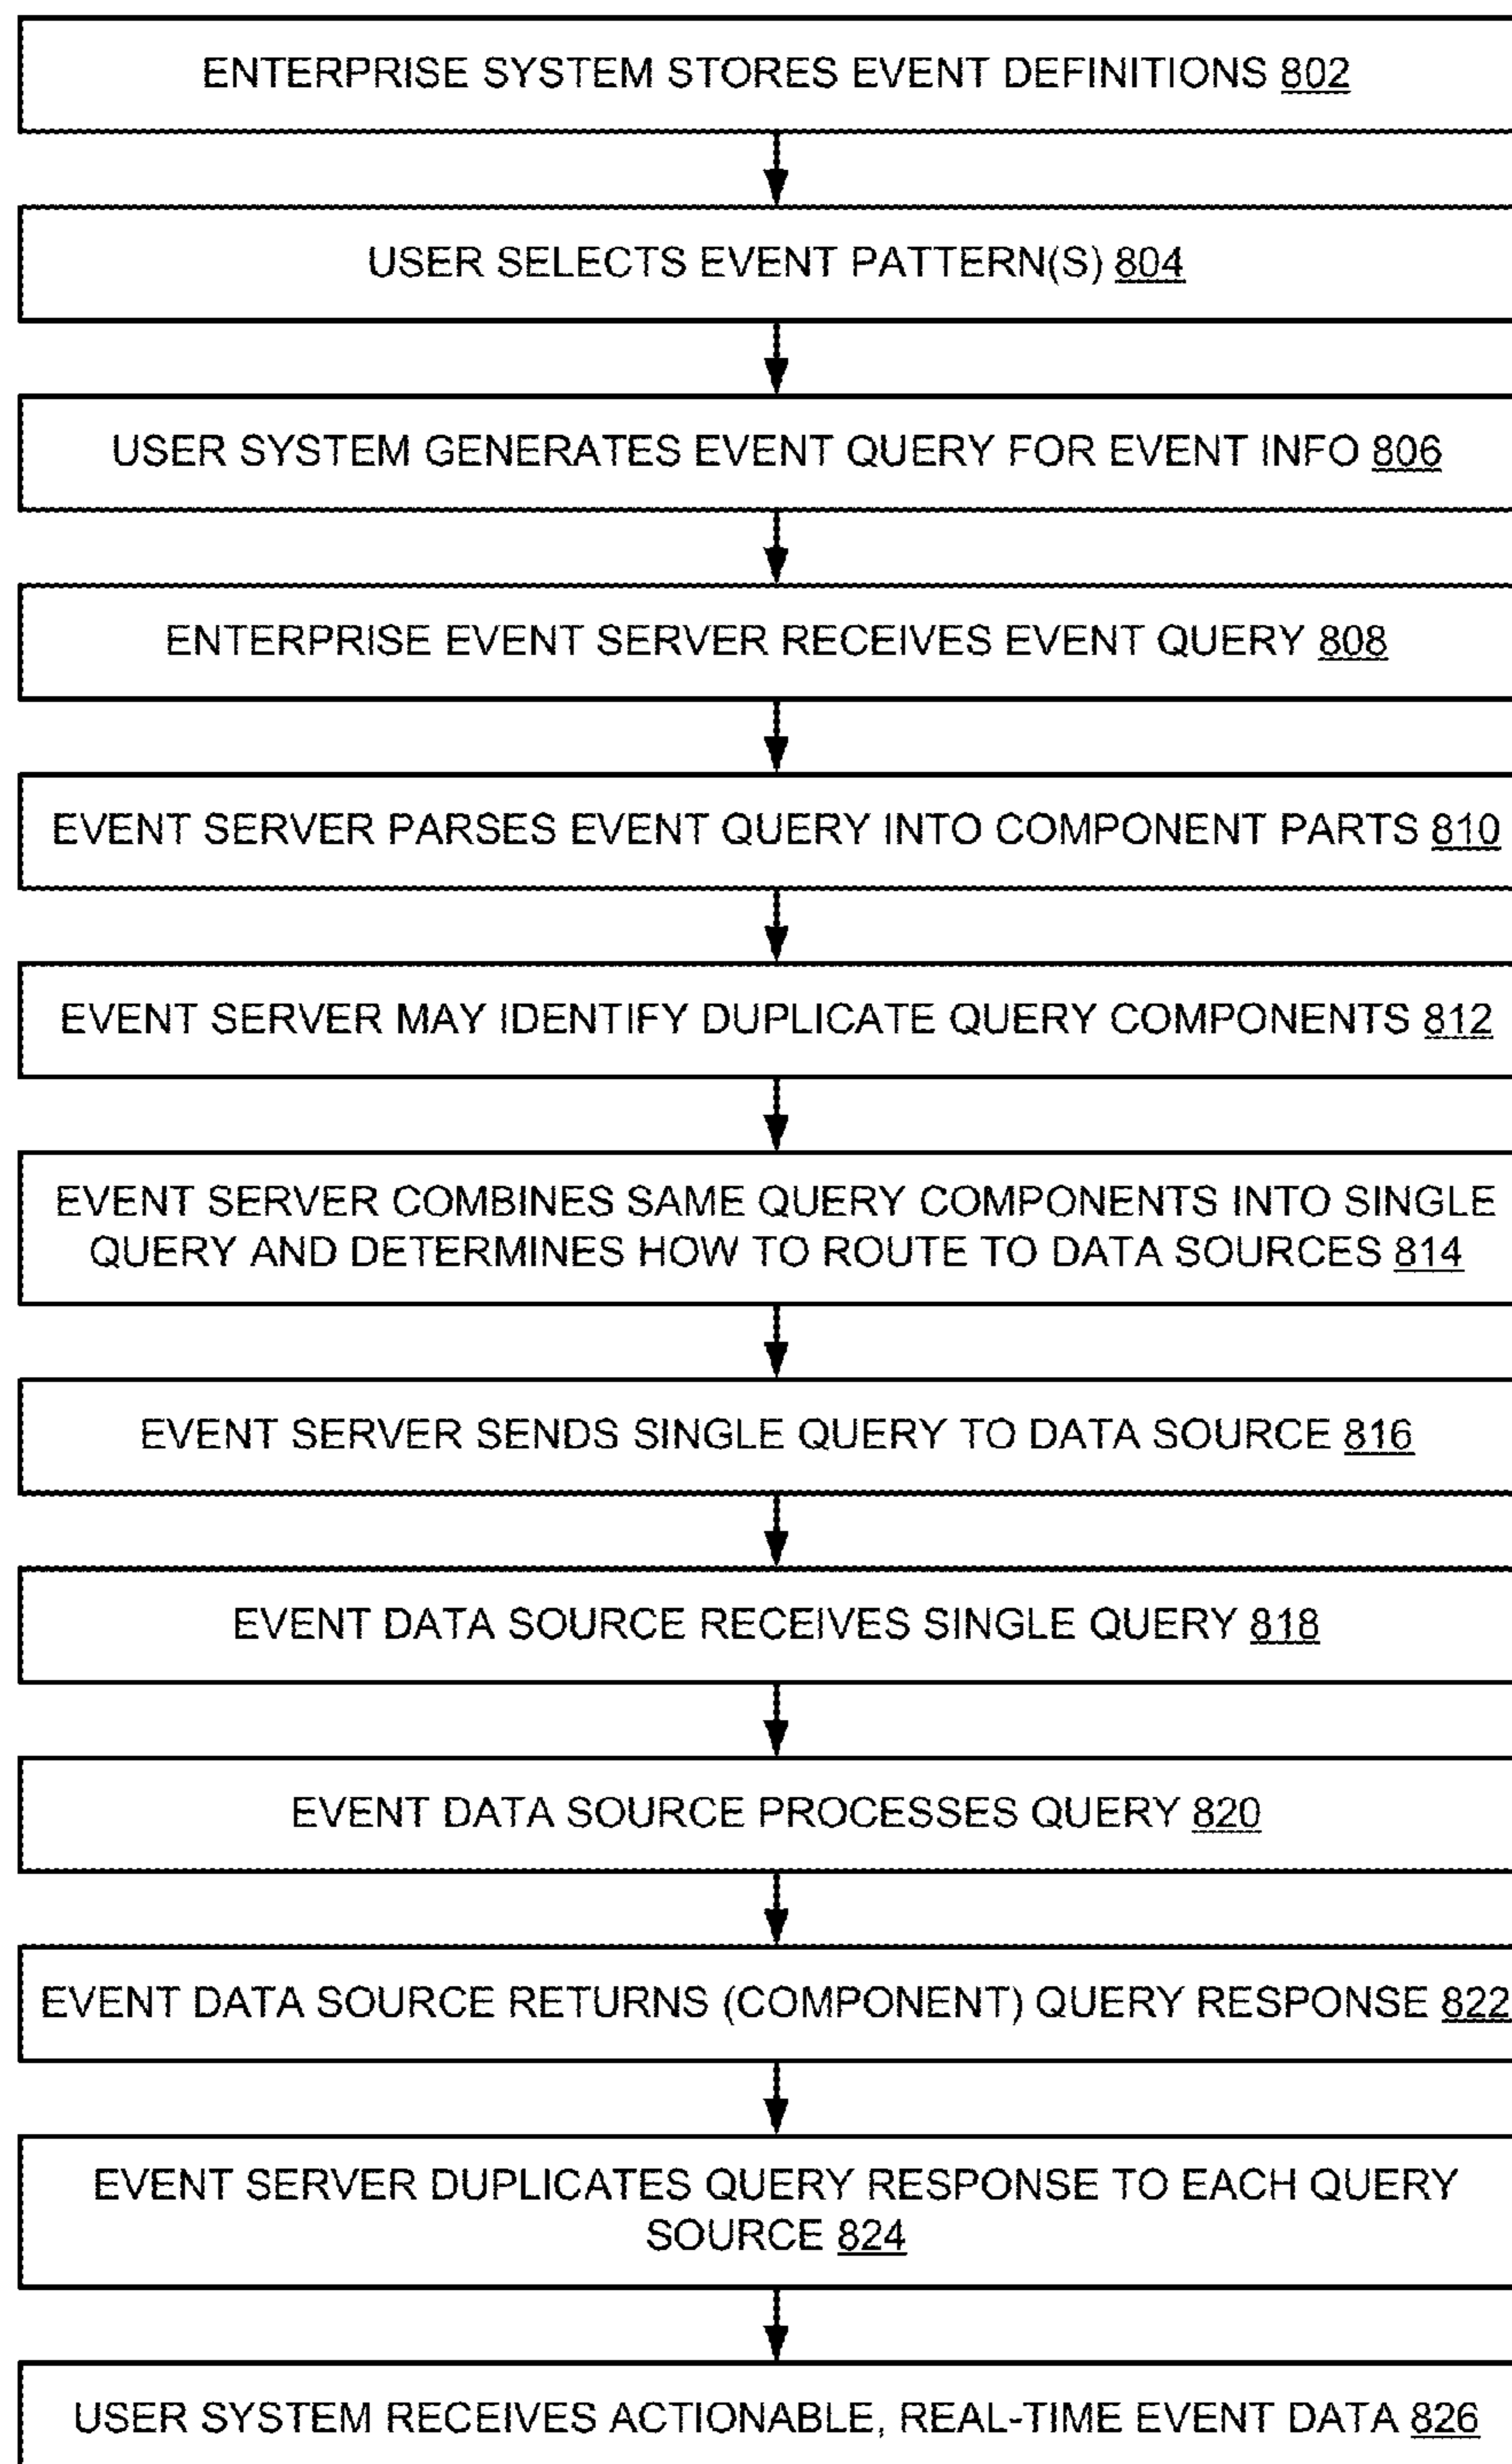 ENTERPRISE SYSTEM STORES EVENT DEFINITIONS 802
USER SELECTS EVENT PATTERN(S) 804
USER SYSTEM GENERATES EVENT QUERY FOR EVENT INFO 806
ENTERPRISE EVENT SERVER RECEIVES EVENT QUERY 808
EVENT SERVER PARSES EVENT QUERY INTO COMPONENT PARTS 810
EVENT SERVER MAY IDENTIFY DUPLICATE QUERY COMPONENTS 812
EVENT SERVER COMBINES SAME QUERY COMPONENTS INTO SINGLE
QUERY AND DETERMINES HOW TO ROUTE TO DATA SOURCES 814
EVENT SERVER SENDS SINGLE QUERY TO DATA SOURCE 816
EVENT DATA SOURCE RECEIVES SINGLE QUERY 818
EVENT DATA SOURCE PROCESSES QUERY 820
EVENT DATA SOURCE RETURNS (COMPONENT) QUERY RESPONSE 822
EVENT SERVER DUPLICATES QUERY RESPONSE TO EACH QUERY
SOURCE 824
USER SYSTEM RECEIVES ACTIONABLE, REAL-TIME EVENT DATA 826